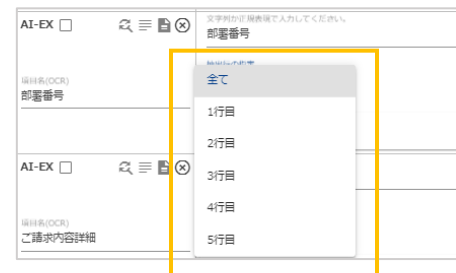 AI-EX
文字列か正規表現で入力してください。
部署番号
項目名(OCR)
部署番号
全て
1行目
2行目
3行目
4行目
5行目
AI-EX
項目名(OCR)
ご請求内容詳細